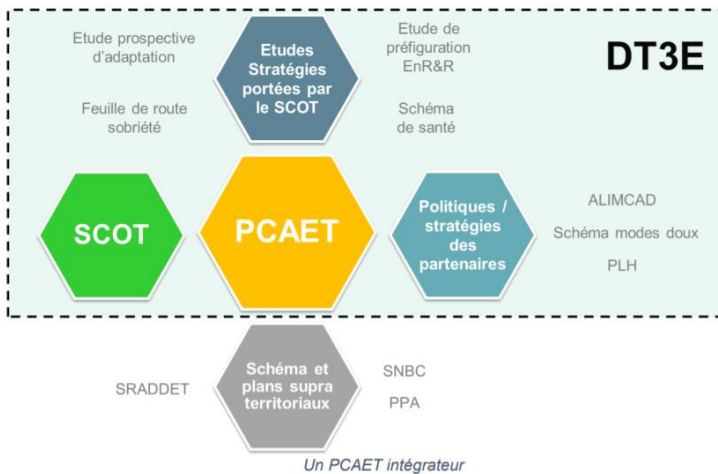 Etude prospective
d'adaptation
Feuille de route
sobriété
Etudes
Stratégies
portées par
le SCOT
Etude de
préfiguration
EnR&R
Schéma
de santé
DT3E
SCOT
PCAET
Politiques /
stratégies
des
partenaires
ALIMCAD
Schéma modes doux
PLH
SRADDET
Schéma et
plans supra
territoriaux
SNBC
PPA
Un PCAET intégrateur